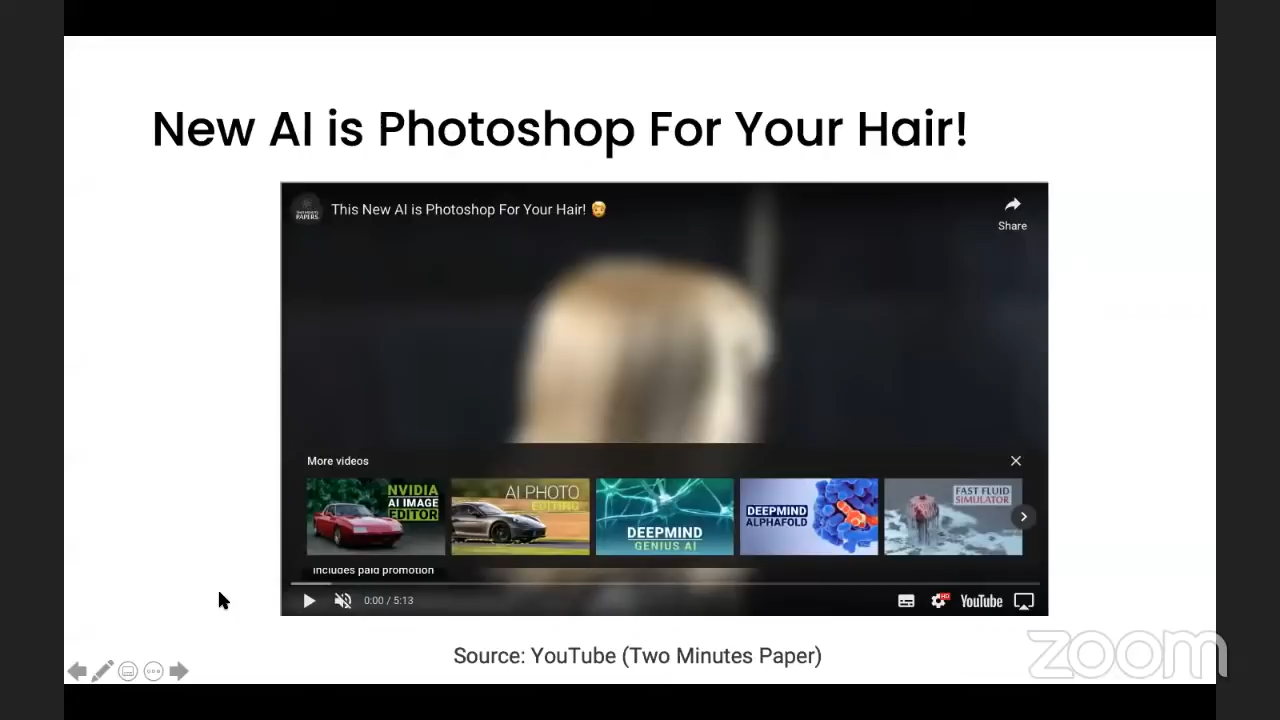 New AI is Photoshop For Your Hair!
This New AI is Photoshop For Your Hair! 👨‍🦱
Share
More videos
NVIDIA
AI IMAGE
EDITOR
AI PHOTO
EDITING
DEEPMIND
GENIUS AI
DEEPMIND
ALPHAFOLD
FAST FLUID
SIMULATOR
Includes paid promotion
0:00 / 5:13
HD
YouTube
Source: YouTube (Two Minutes Paper)
zoom